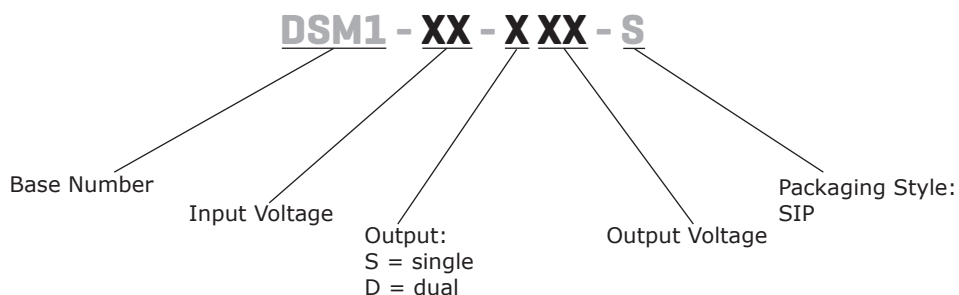 DSM1 - XX - X XX - S
Base Number
Input Voltage
Output:
S = single
D = dual
Output Voltage
Packaging Style:
SIP